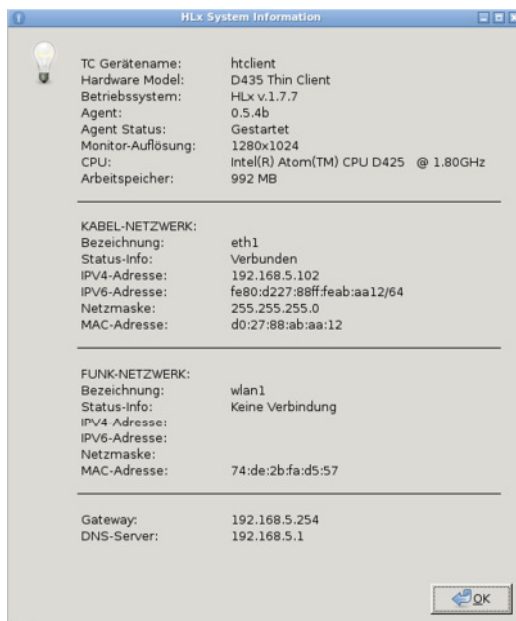 HLx System Information
TC Gerätename: htclient
Hardware Model: D435 Thin Client
Betriebssystem: HLx v.1.7.7
Agent: 0.5.4b
Agent Status: Gestartet
Monitor-Auflösung: 1280x1024
CPU: Intel(R) Atom(TM) CPU D425 @ 1.80GHz
Arbeitspeicher: 992 MB
KABEL-NETZWERK:
Bezeichnung: eth1
Status-Info: Verbunden
IPV4-Adresse: 192.168.5.102
IPV6-Adresse: fe80:d227:88ff:feab:aa12/64
Netzmaske: 255.255.255.0
MAC-Adresse: d0:27:88:ab:aa:12
FUNK-NETZWERK:
Bezeichnung: wlan1
Status-Info: Keine Verbindung
IPV4-Adresse:
IPV6-Adresse:
Netzmaske:
MAC-Adresse: 74:de:2b:fa:d5:57
Gateway: 192.168.5.254
DNS-Server: 192.168.5.1
OK